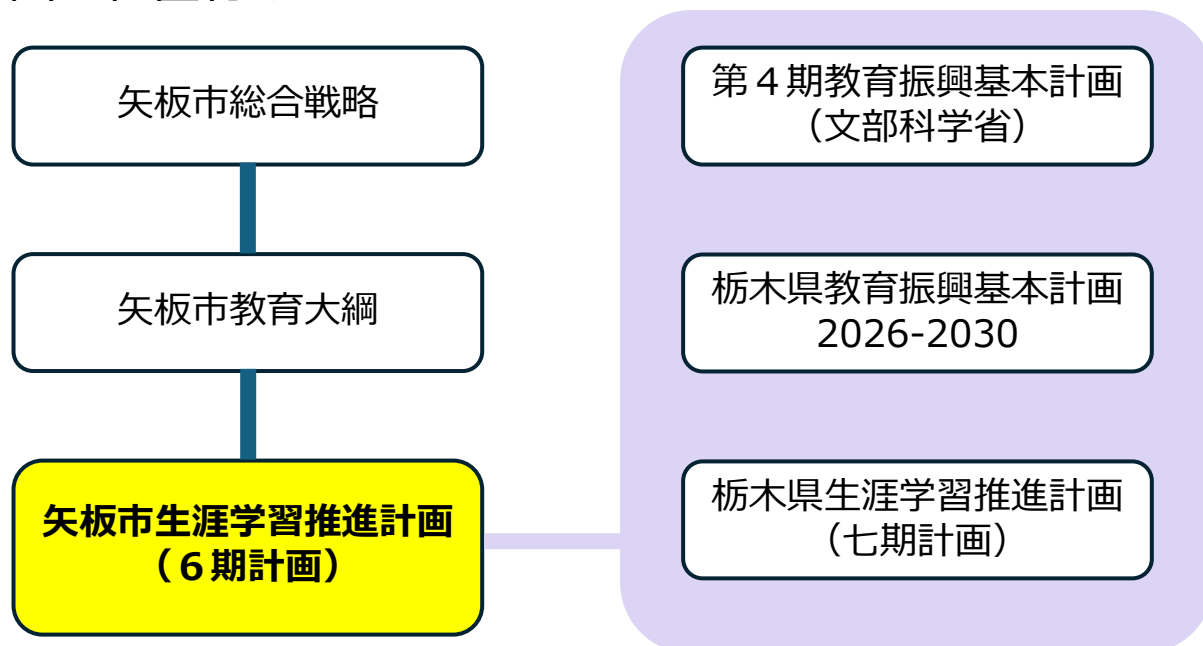 矢板市総合戦略
矢板市教育大綱
矢板市生涯学習推進計画
（６期計画）
第４期教育振興基本計画
（文部科学省）
栃木県教育振興基本計画
2026-2030
栃木県生涯学習推進計画
（七期計画）